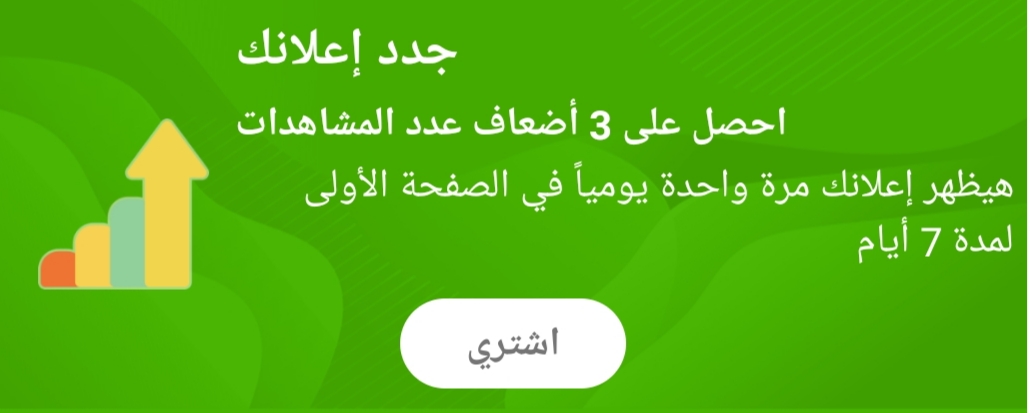 جدد إعلانك
احصل على 3 أضعاف عدد المشاهدات
هيظهر إعلانك مرة واحدة يومياً في الصفحة الأولى
لمدة 7 أيام
اشتري